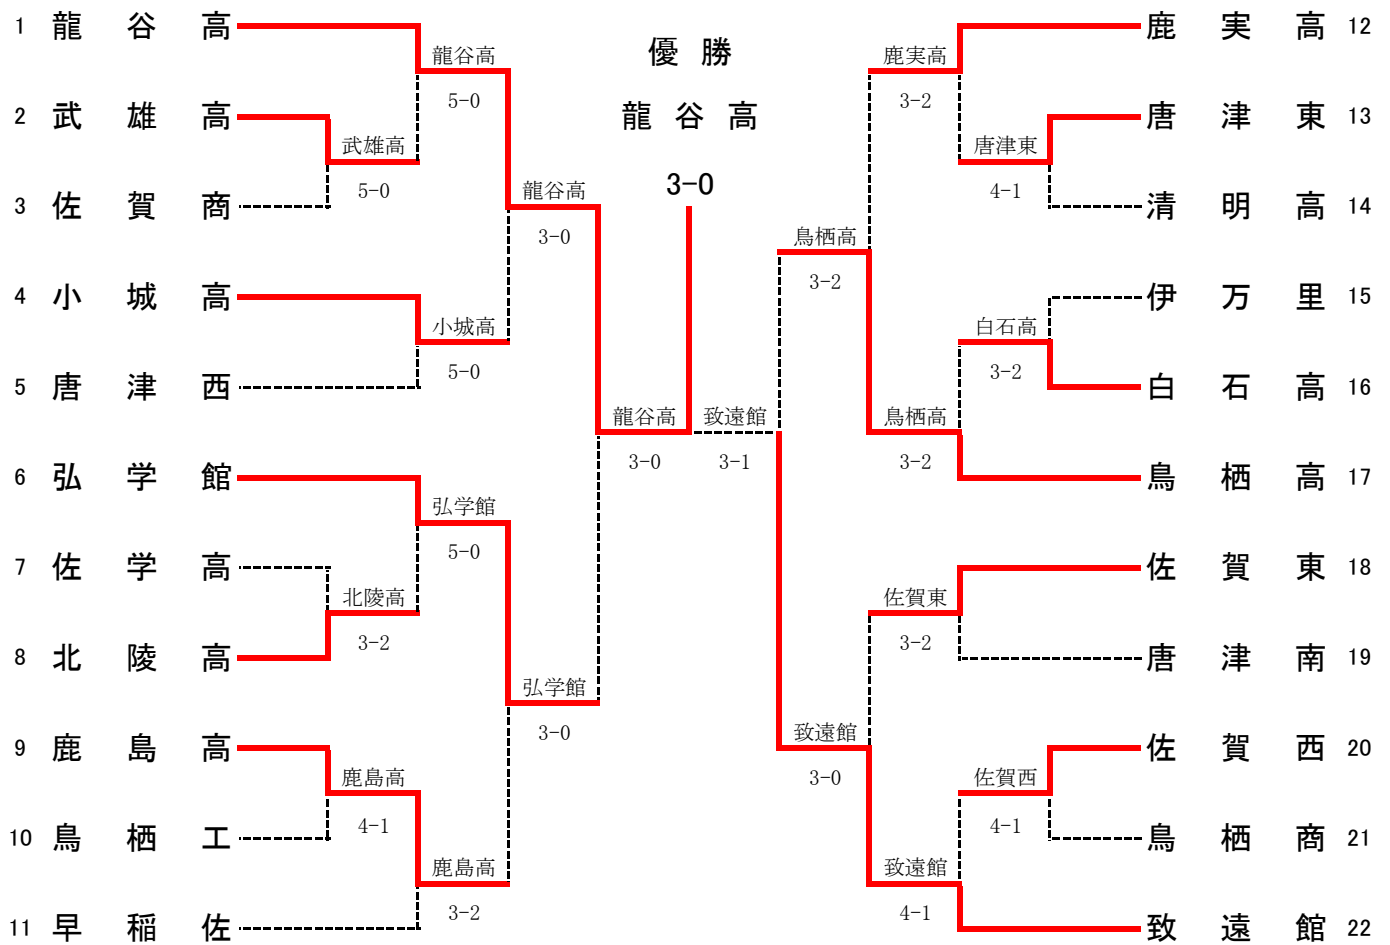 1 龍谷高
2 武雄高
3 佐賀商
4 小城高
5 唐津西
6 弘学館
7 佐学高
8 北陵高
9 鹿島高
10 鳥栖工
11 早稲佐
武雄高
5-0
北陵高
3-2
鹿島高
4-1
龍谷高
5-0
小城高
5-0
弘学館
5-0
鹿島高
3-2
龍谷高
3-0
弘学館
3-0
龍谷高
3-0
優勝
龍谷高
3-0
致遠館
3-1
鳥栖高
3-2
致遠館
3-0
鹿実高
3-2
鳥栖高
3-2
佐賀東
3-2
致遠館
4-1
唐津東
4-1
白石高
3-2
佐賀西
4-1
鹿実高 12
唐津東 13
清明高 14
伊万里 15
白石高 16
鳥栖高 17
佐賀東 18
唐津南 19
佐賀西 20
鳥栖商 21
致遠館 22